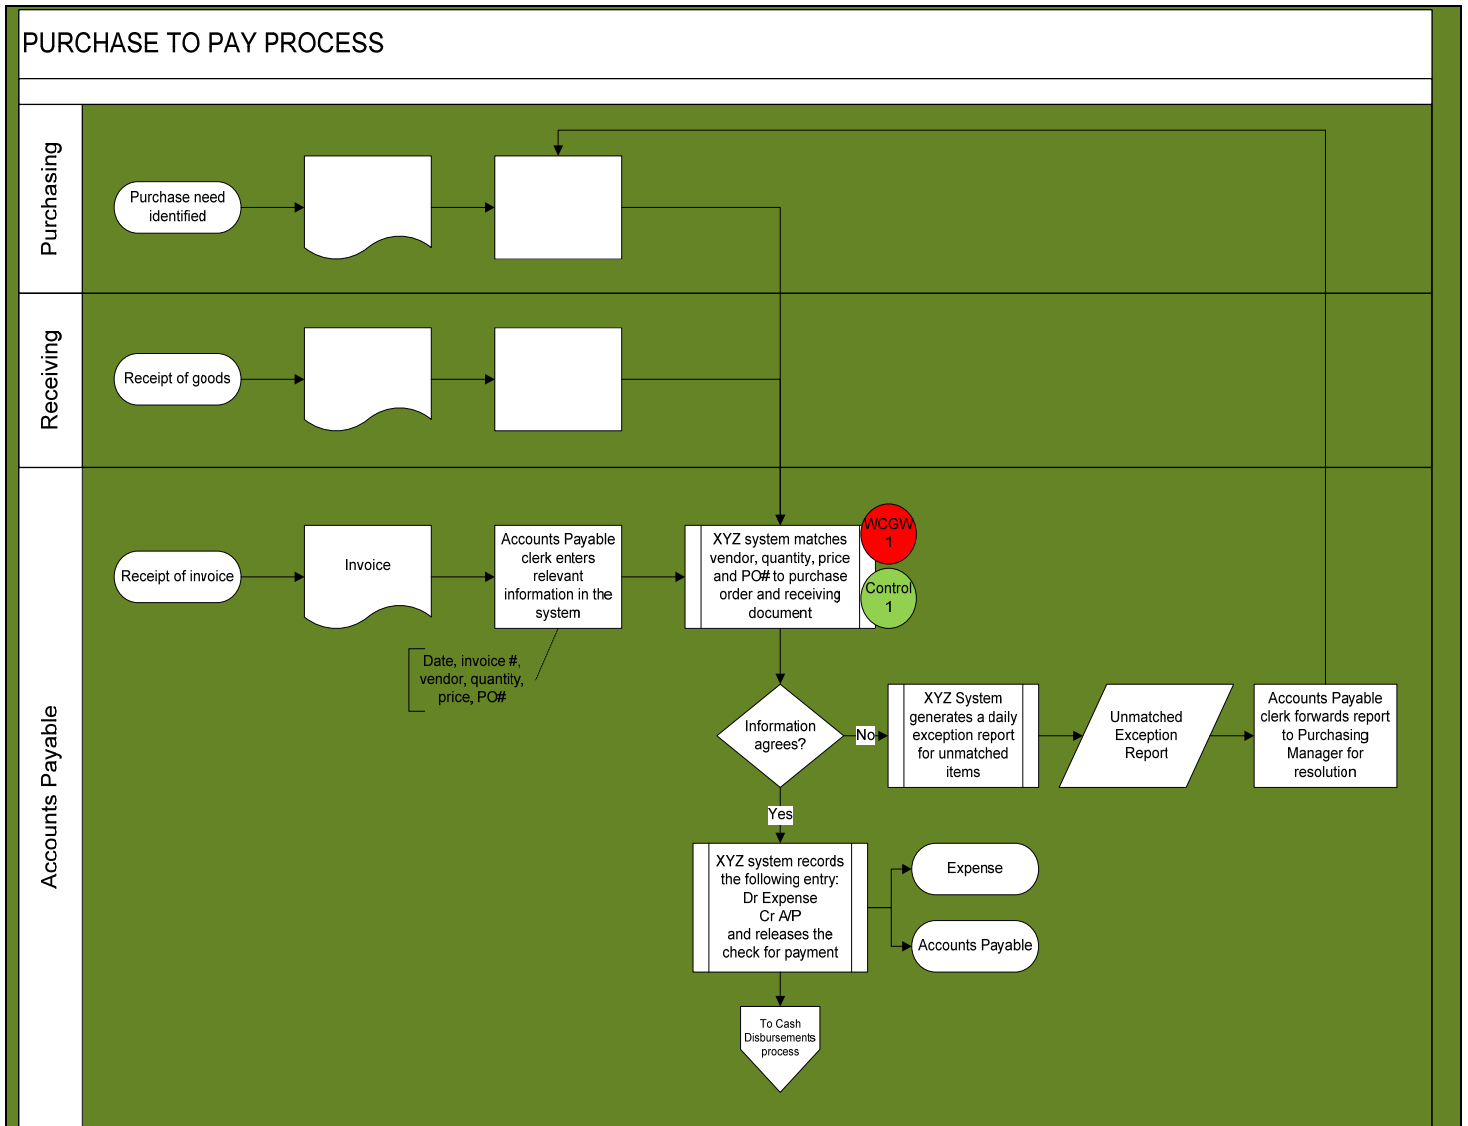 PURCHASE TO PAY PROCESS
Purchasing
Purchase need
identified
Receiving
Receipt of goods
Accounts Payable
Receipt of invoice
Invoice
Accounts Payable
clerk enters
relevant
information in the
system
Date, invoice #,
vendor, quantity,
price, PO#
XYZ system matches
vendor, quantity, price
and PO# to purchase
order and receiving
document
WCGW
1
Control
1
Information
agrees?
No
XYZ System
generates a daily
exception report
for unmatched
items
Unmatched
Exception
Report
Accounts Payable
clerk forwards report
to Purchasing
Manager for
resolution
Yes
XYZ system records
the following entry:
Dr Expense
Cr A/P
and releases the
check for payment
Expense
Accounts Payable
To Cash
Disbursements
process